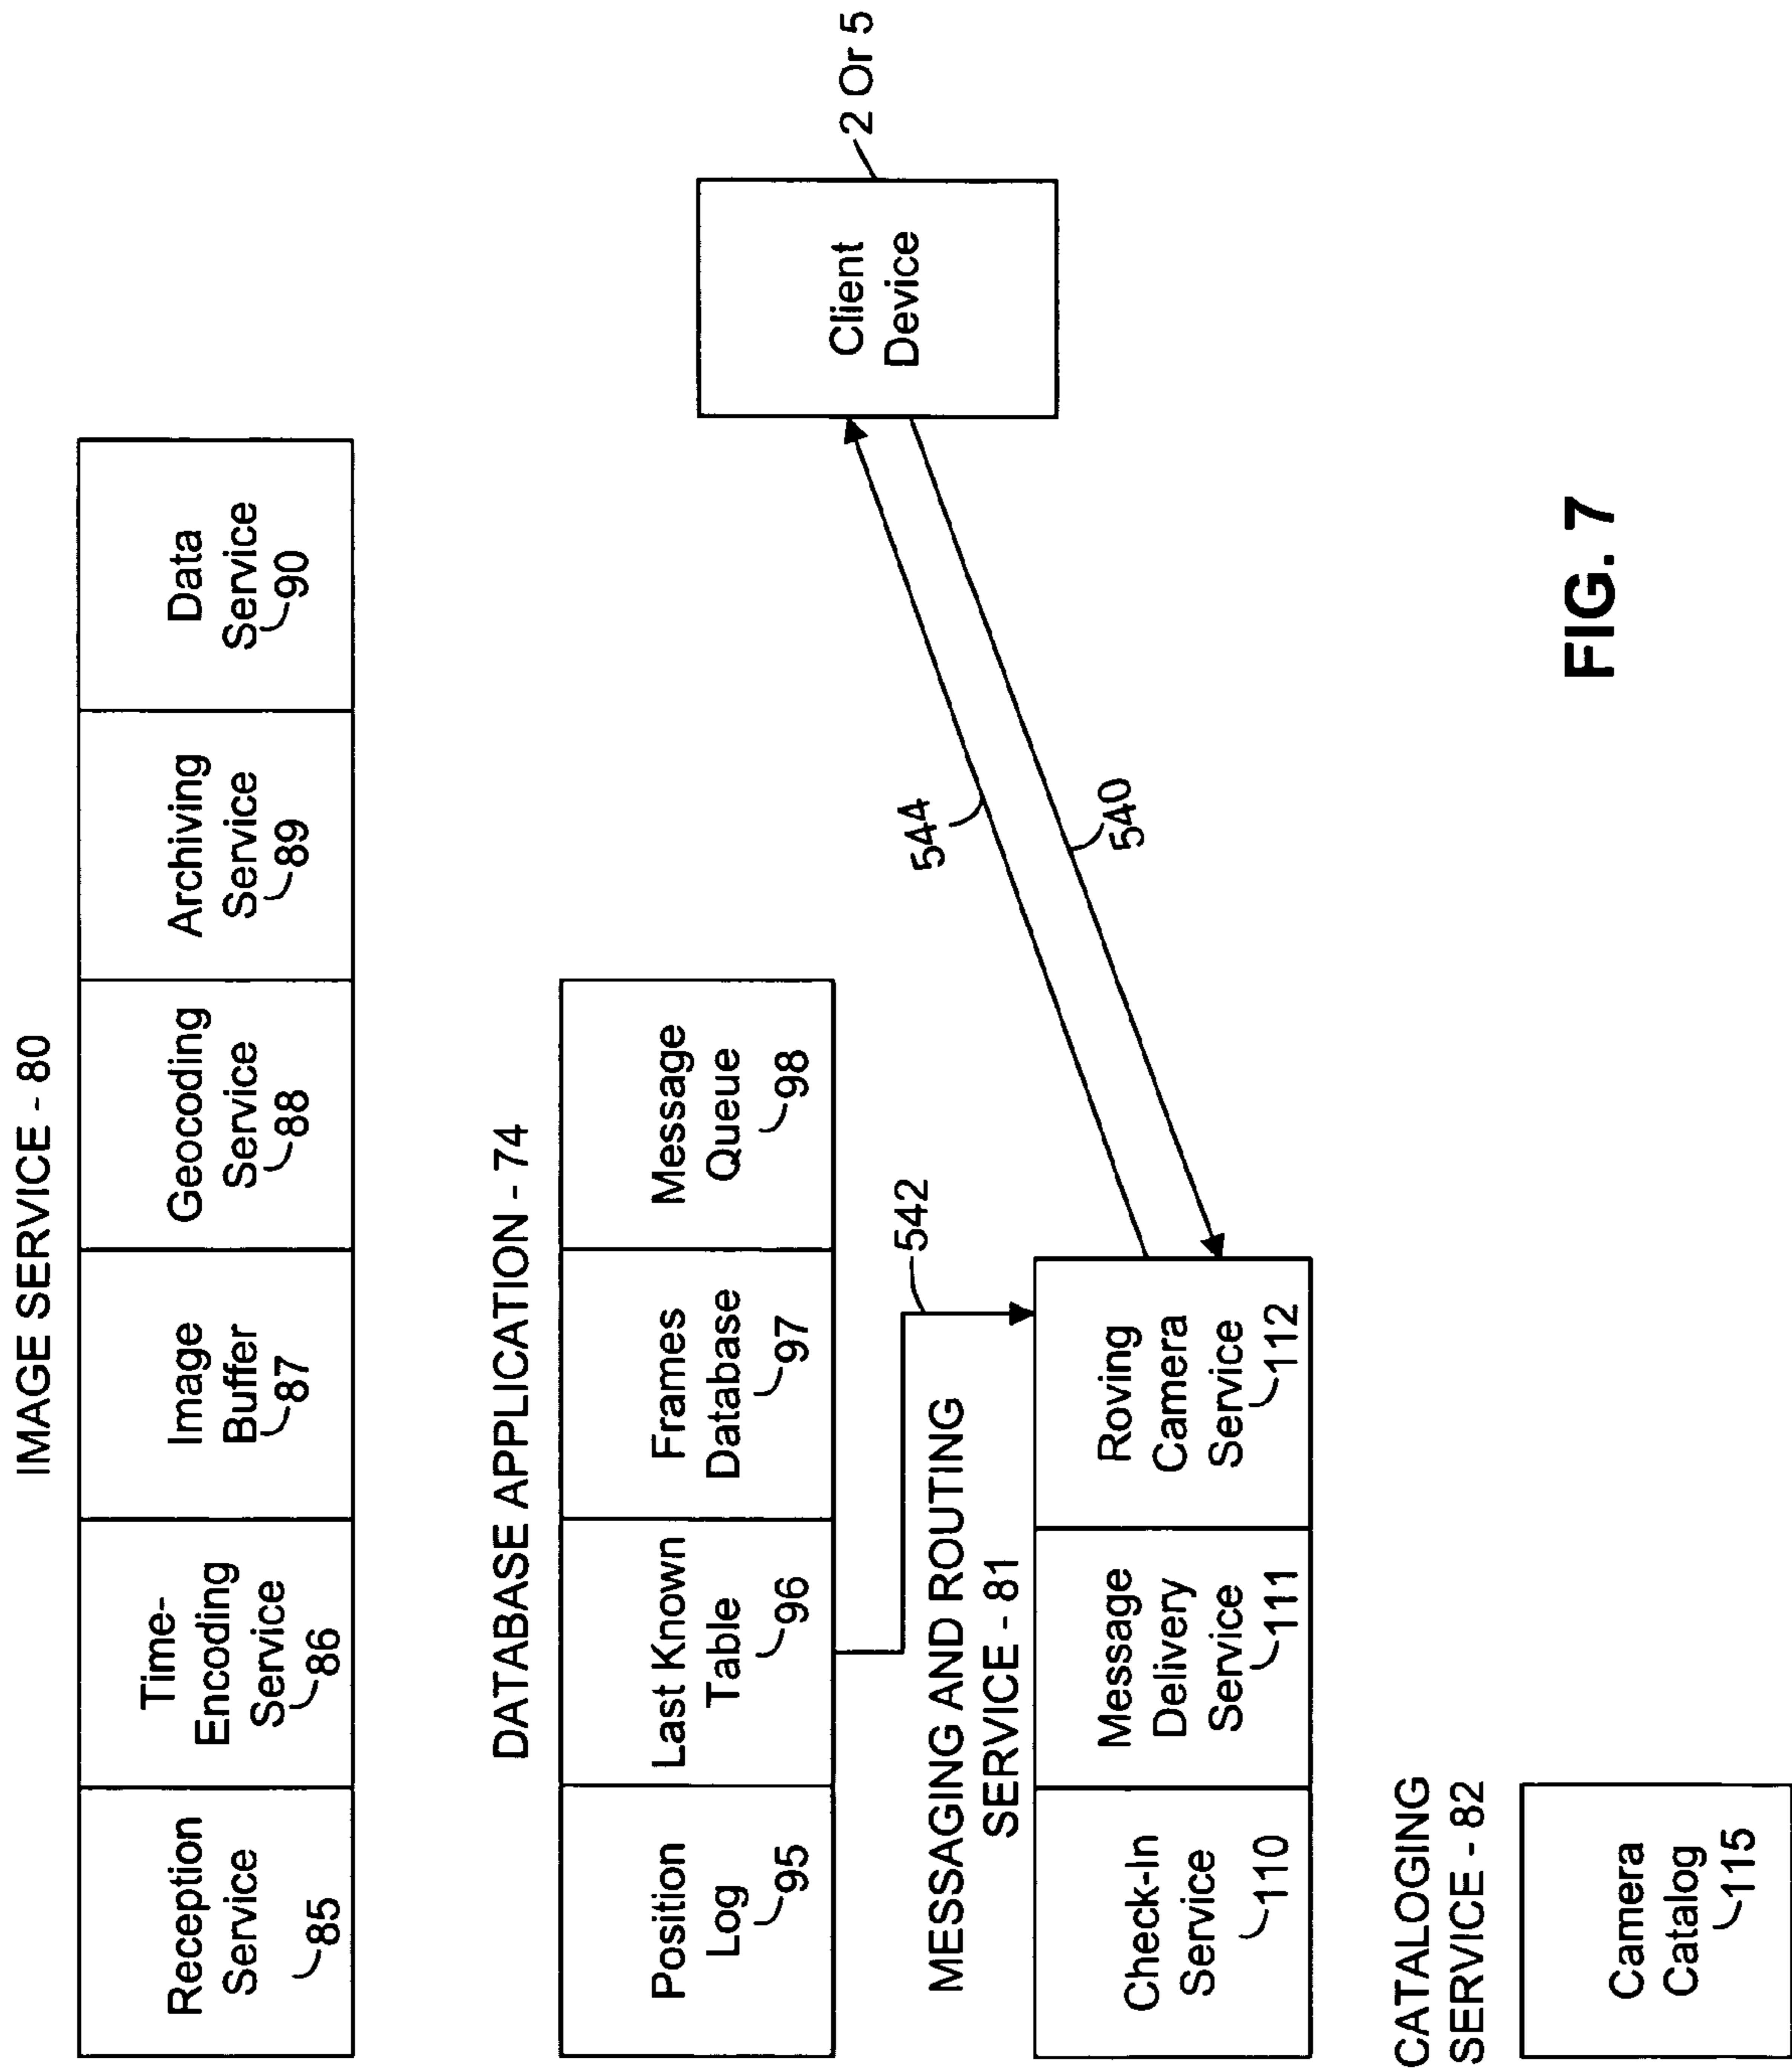 IMAGE SERVICE - 80
Reception
Service
85
Time-
Encoding
Service
86
Image
Buffer
87
Geocoding
Service
88
Archiving
Service
89
Data
Service
90
DATABASE APPLICATION - 74
Position
Log
95
Last Known
Table
96
Frames
Database
97
Message
Queue
98
542
MESSAGING AND ROUTING
SERVICE - 81
Check-In
Service
110
Message
Delivery
Service
111
Roving
Camera
Service
112
544
540
Client
Device
2 Or 5
CATALOGING
SERVICE - 82
Camera
Catalog
115
FIG. 7